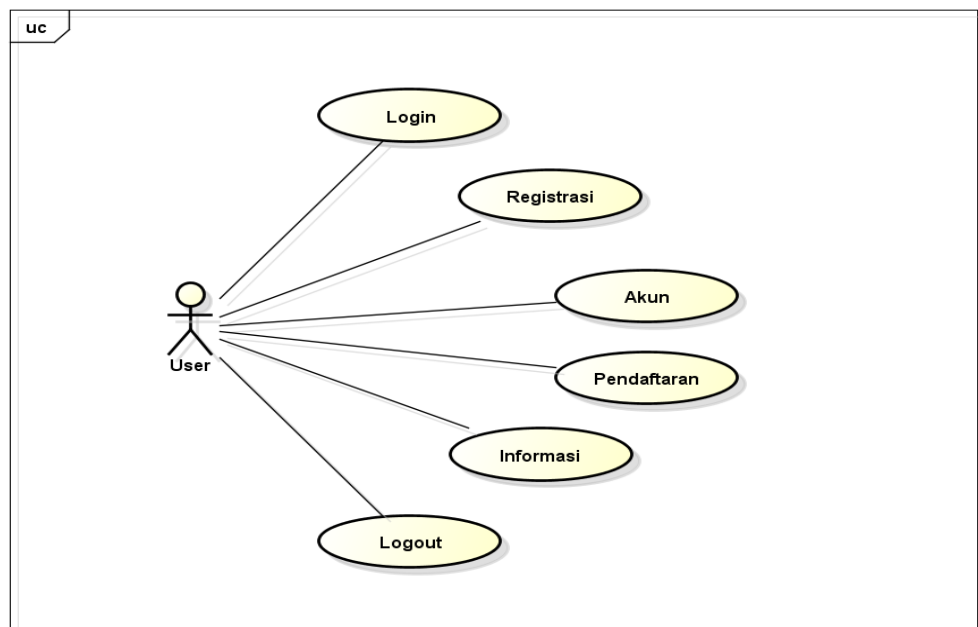 uc
Login
Registrasi
Akun
User
Pendaftaran
Informasi
Logout